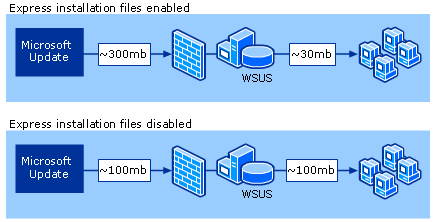 Express installation files enabled
Microsoft
Update
~300mb
~30mb
WSUS
Express installation files disabled
Microsoft
Update
~100mb
~100mb
WSUS